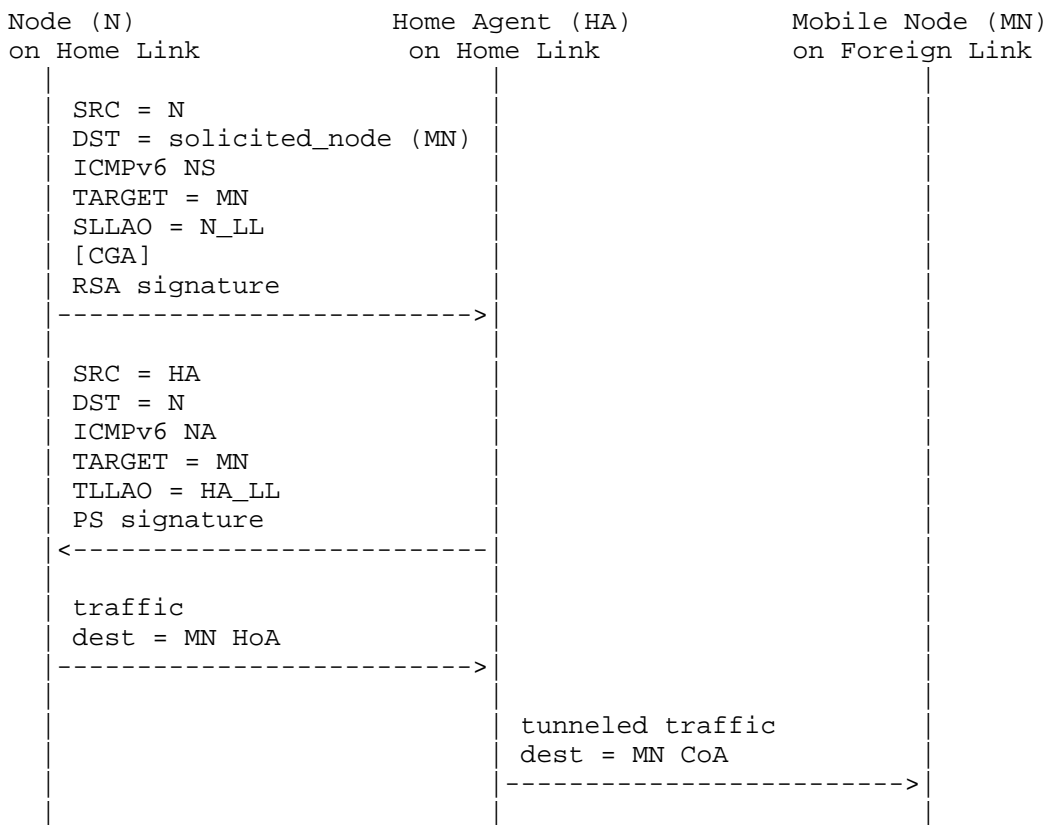 Node (N) Home Agent (HA) Mobile Node (MN)
on Home Link on Home Link on Foreign Link
SRC = N
DST = solicited_node (MN)
ICMPv6 NS
TARGET = MN
SLLAO = N_LL
[CGA]
RSA signature
SRC = HA
DST = N
ICMPv6 NA
TARGET = MN
TLLAO = HA_LL
PS signature
traffic
dest = MN HoA
tunneled traffic
dest = MN CoA